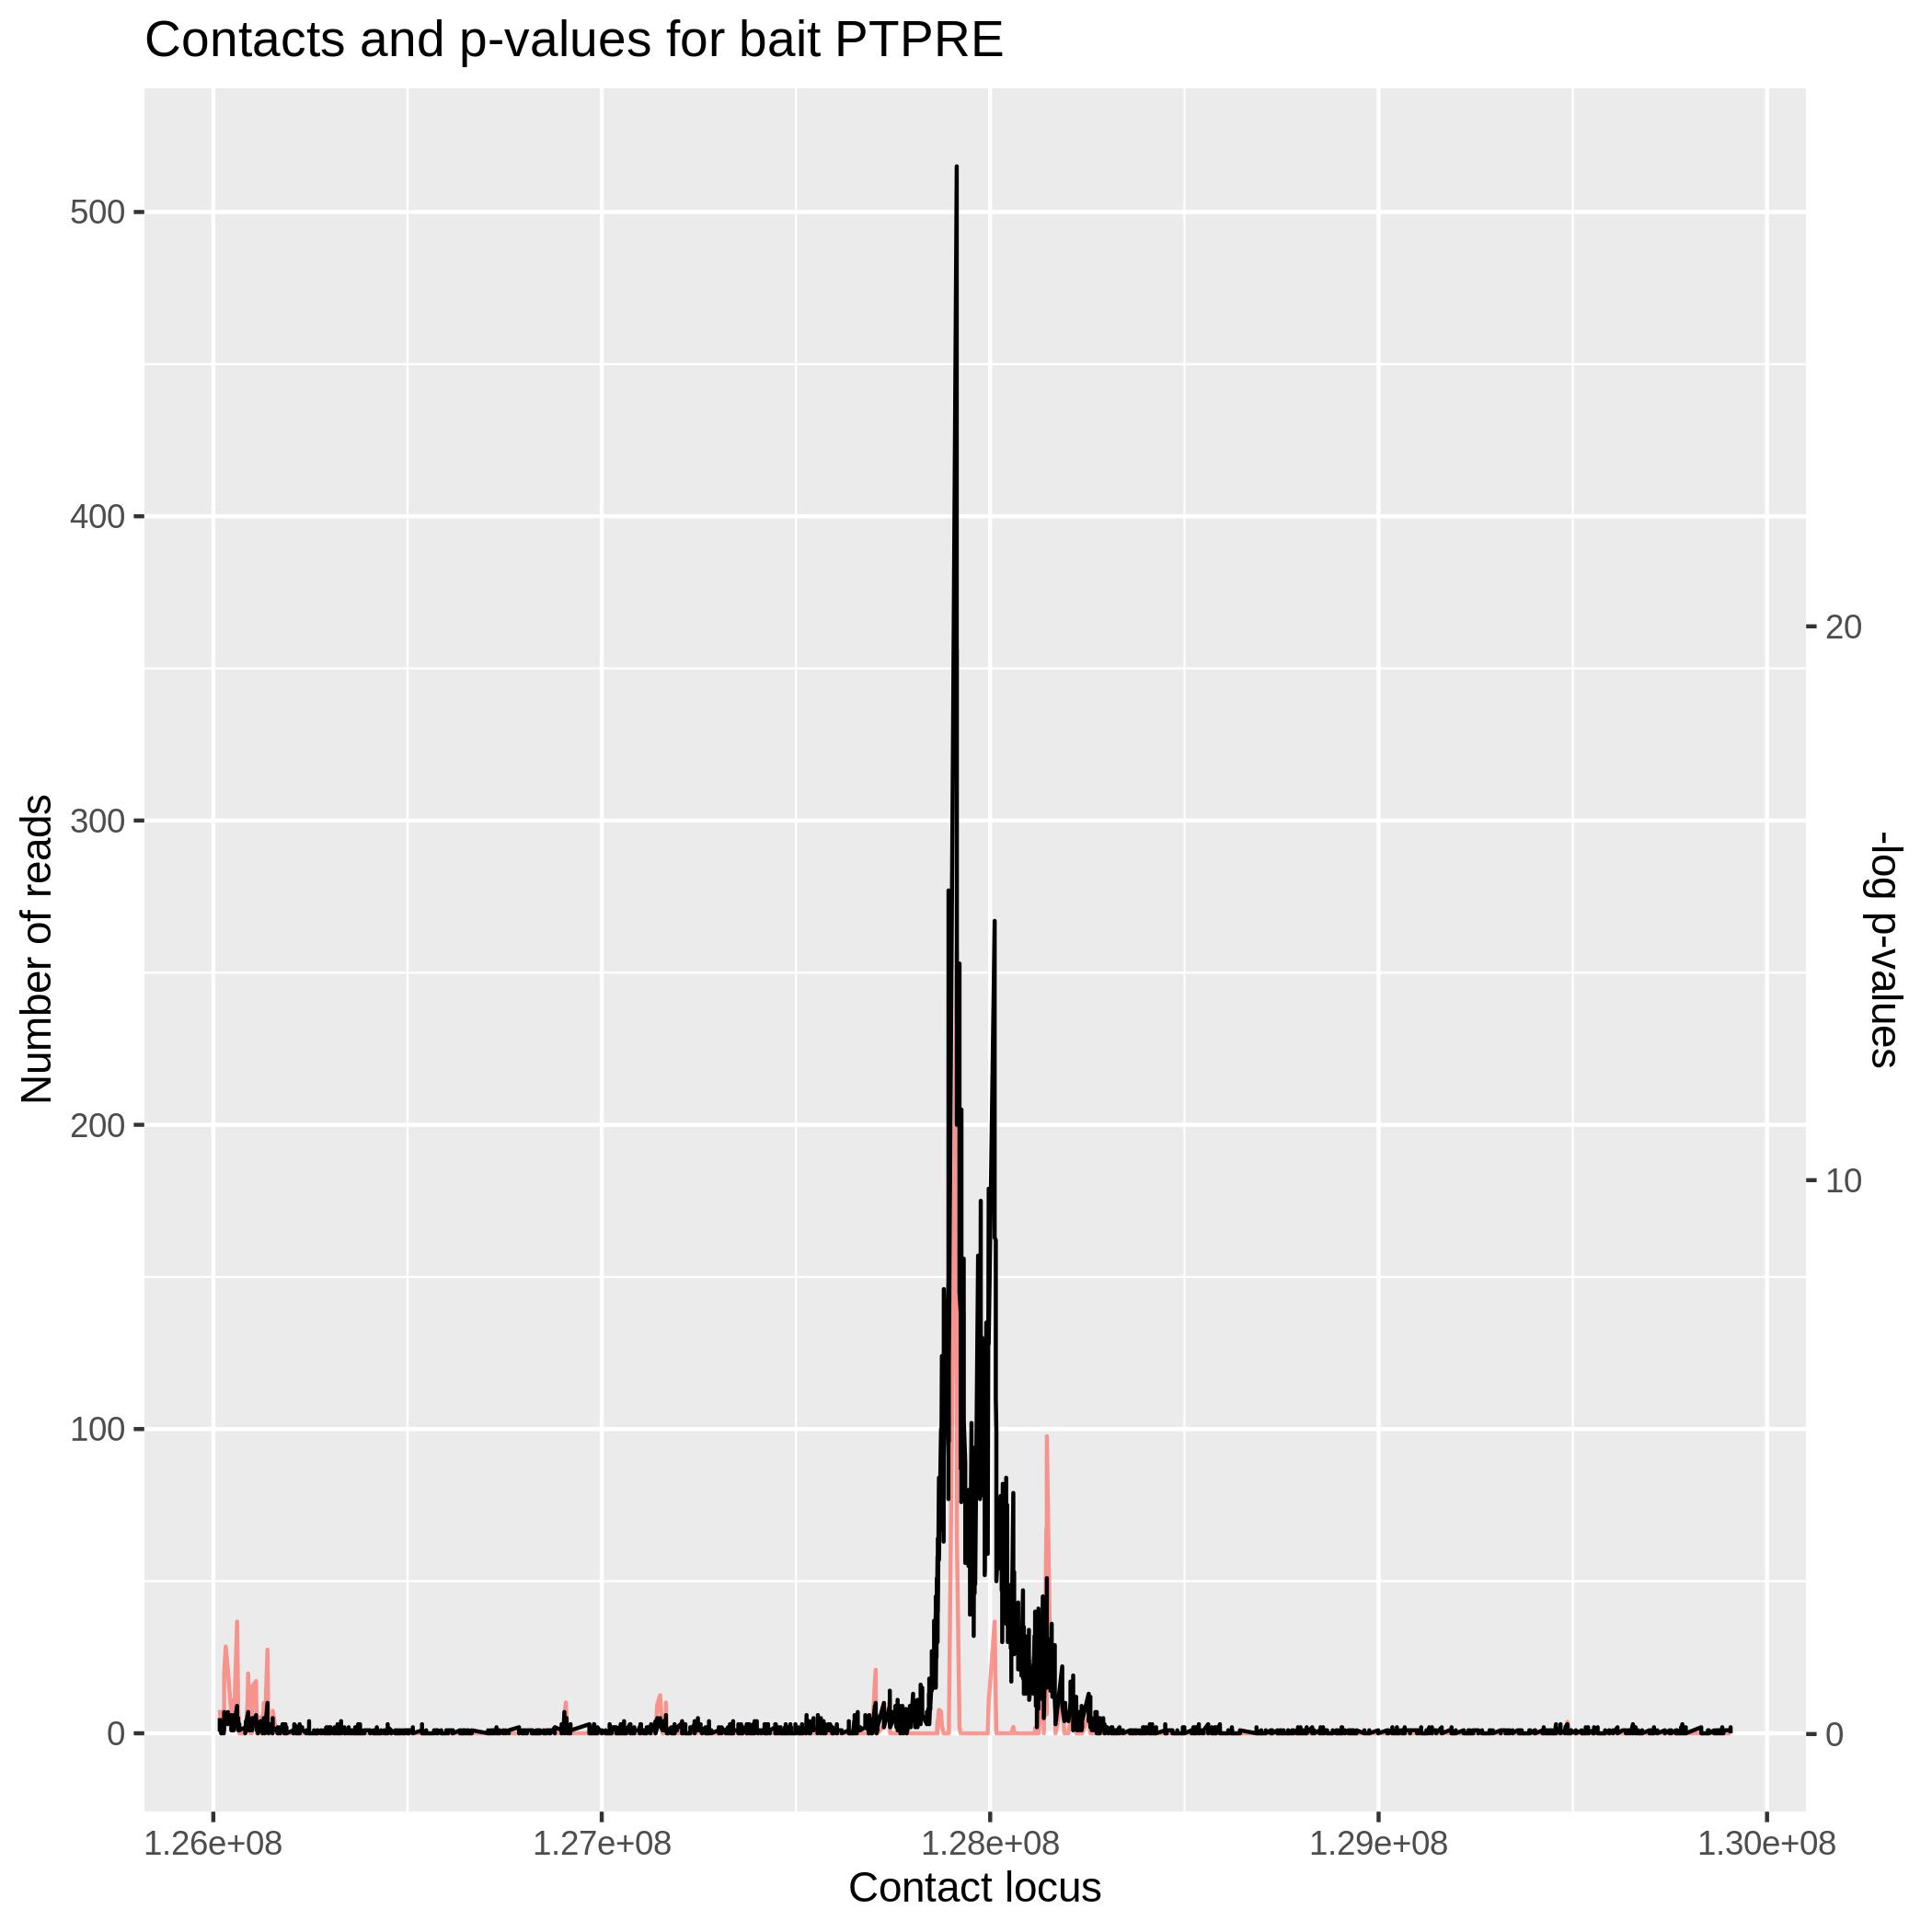 Contacts and p-values for bait PTPRE
Number of reads
500
400
300
200
100
0
20
10
0
-log p-values
1.26e+08
1.27e+08
1.28e+08
1.29e+08
1.30e+08
Contact locus